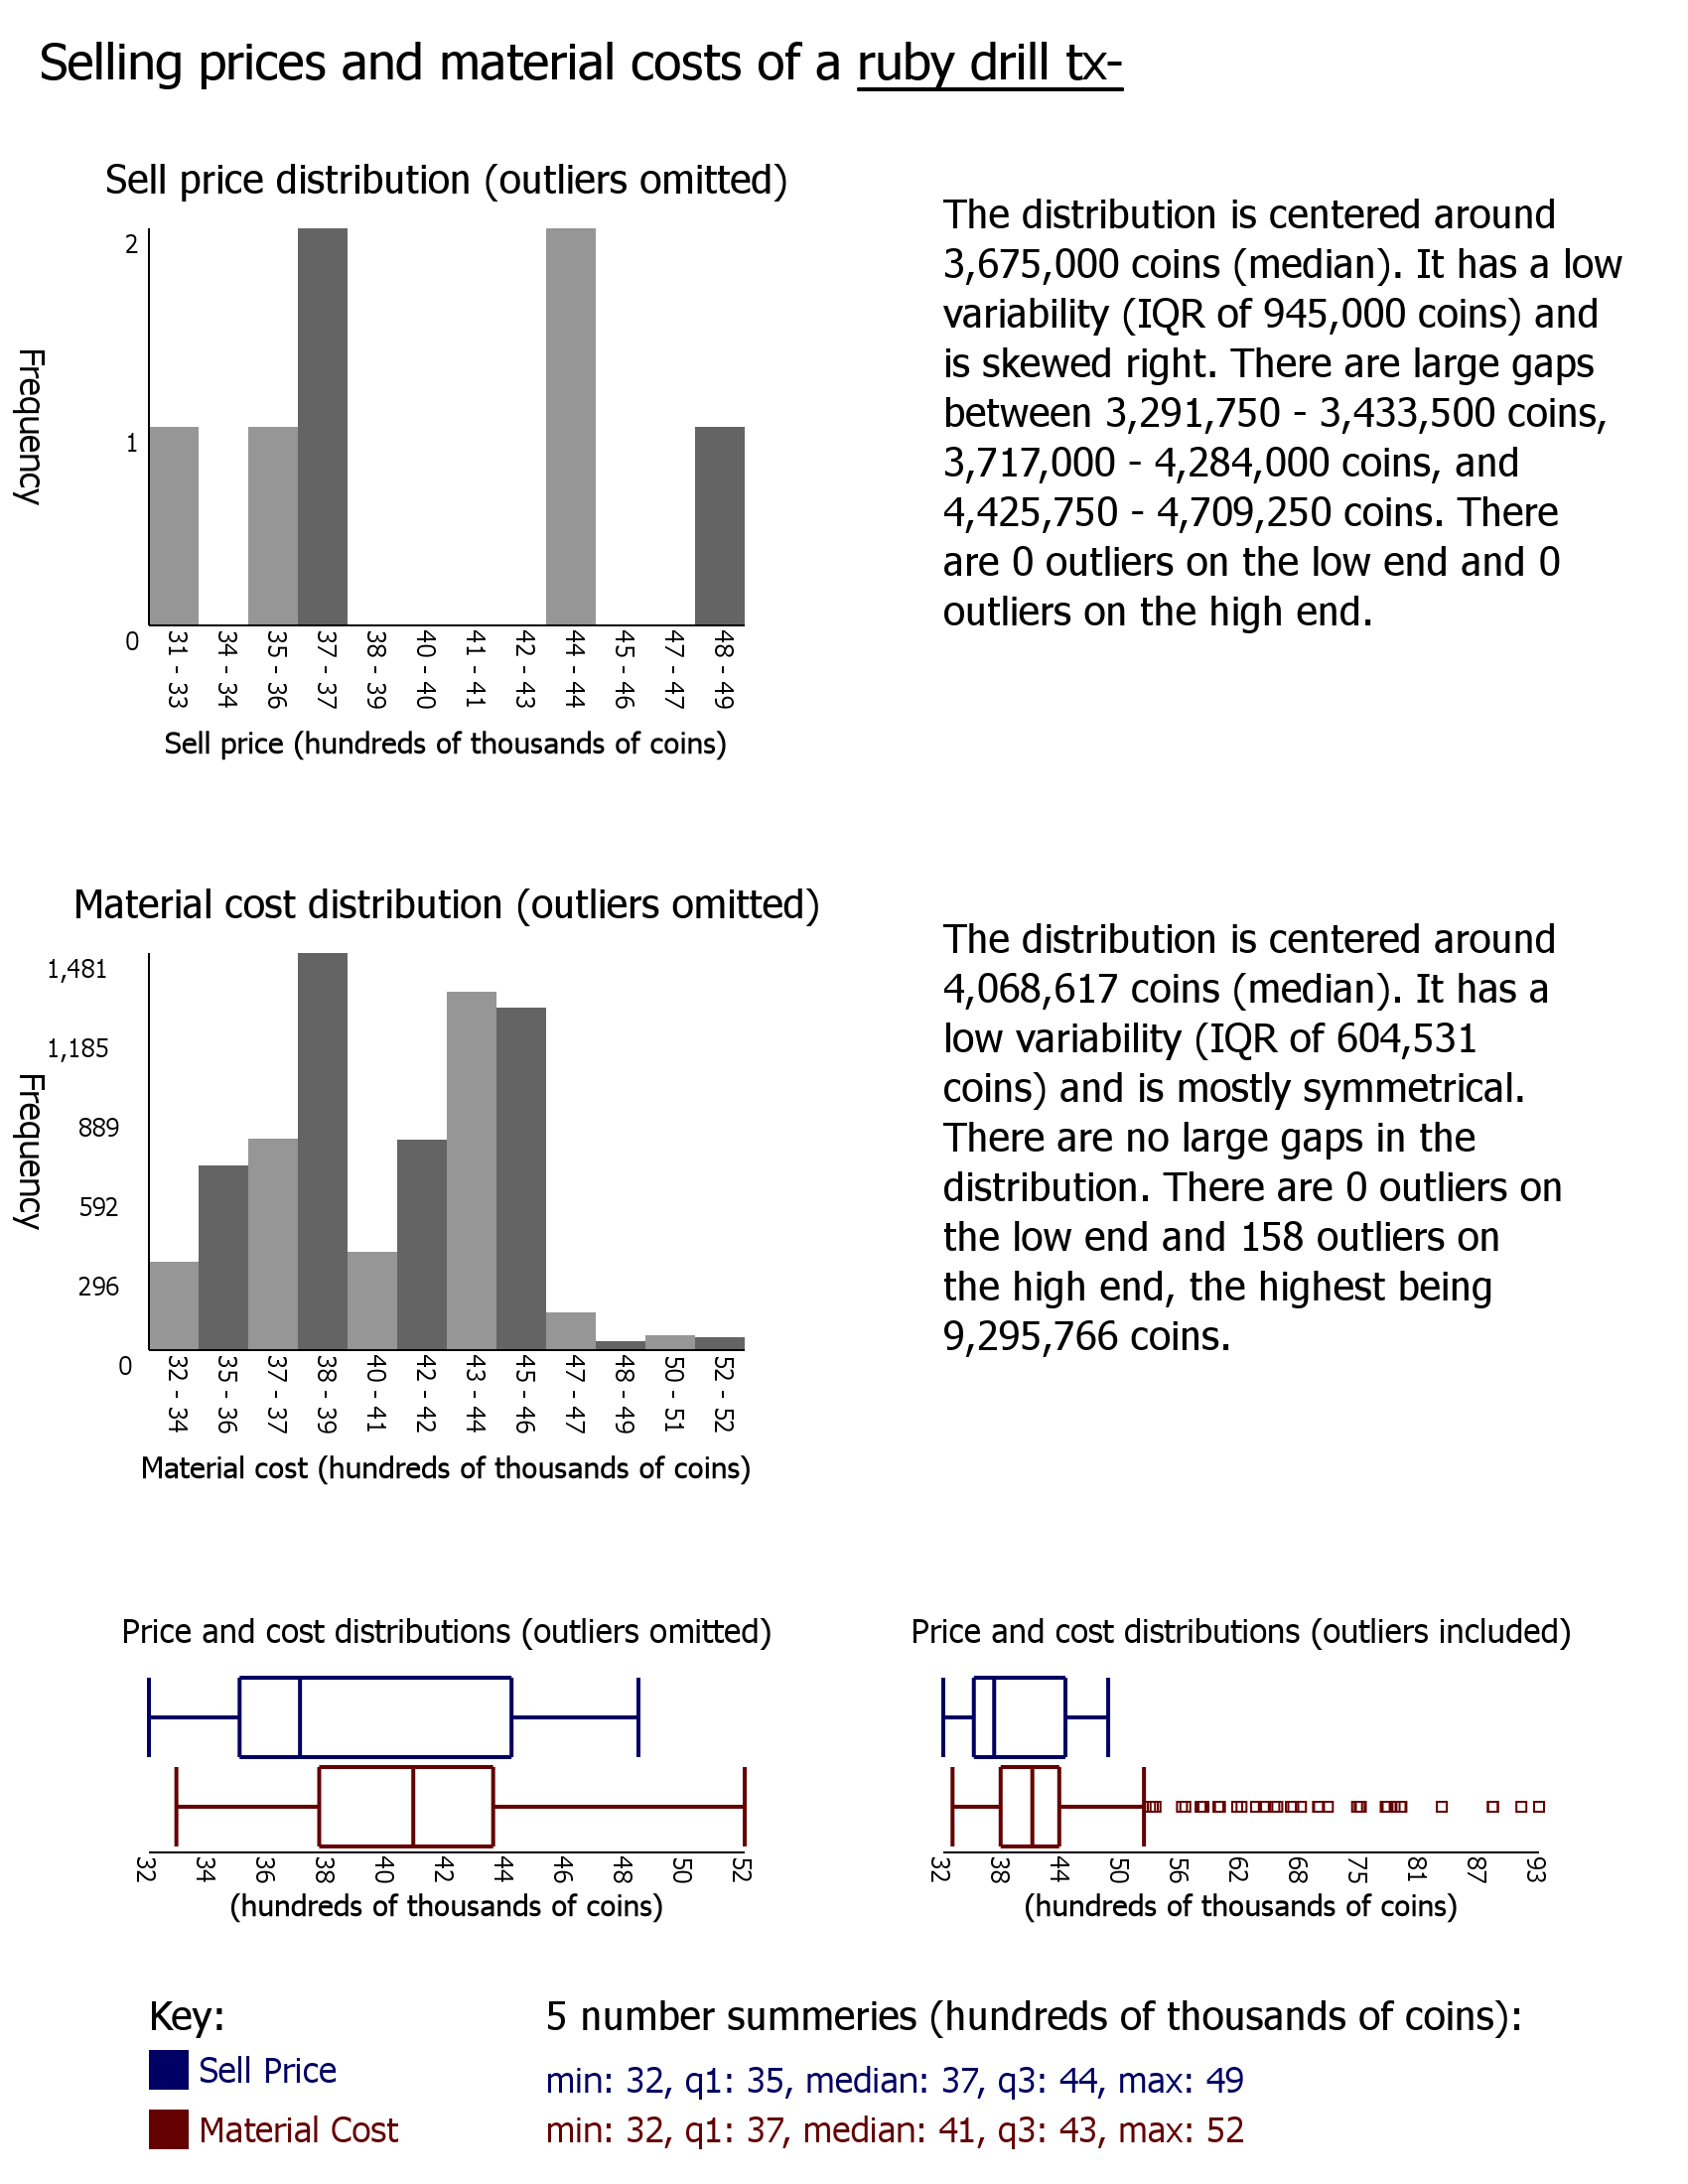 Selling prices and material costs of a ruby drill tx-
Sell price distribution (outliers omitted)
Frequency
2
1
0
31 - 33
34 - 34
35 - 36
37 - 37
38 - 39
40 - 40
41 - 41
42 - 43
44 - 44
45 - 46
47 - 47
48 - 49
Sell price (hundreds of thousands of coins)
The distribution is centered around
3,675,000 coins (median). It has a low
variability (IQR of 945,000 coins) and
is skewed right. There are large gaps
between 3,291,750 - 3,433,500 coins,
3,717,000 - 4,284,000 coins, and
4,425,750 - 4,709,250 coins. There
are 0 outliers on the low end and 0
outliers on the high end.
Material cost distribution (outliers omitted)
Frequency
1,481
1,185
889
592
296
0
32 - 34
35 - 36
37 - 37
38 - 39
40 - 41
42 - 42
43 - 44
45 - 46
47 - 47
48 - 49
50 - 51
52 - 52
Material cost (hundreds of thousands of coins)
The distribution is centered around
4,068,617 coins (median). It has a
low variability (IQR of 604,531
coins) and is mostly symmetrical.
There are no large gaps in the
distribution. There are 0 outliers on
the low end and 158 outliers on
the high end, the highest being
9,295,766 coins.
Price and cost distributions (outliers omitted)
32
34
36
38
40
42
44
46
48
50
52
(hundreds of thousands of coins)
Price and cost distributions (outliers included)
32
38
44
50
56
62
68
75
81
87
93
(hundreds of thousands of coins)
Key:
Sell Price
Material Cost
5 number summeries (hundreds of thousands of coins):
min: 32, q1: 35, median: 37, q3: 44, max: 49
min: 32, q1: 37, median: 41, q3: 43, max: 52